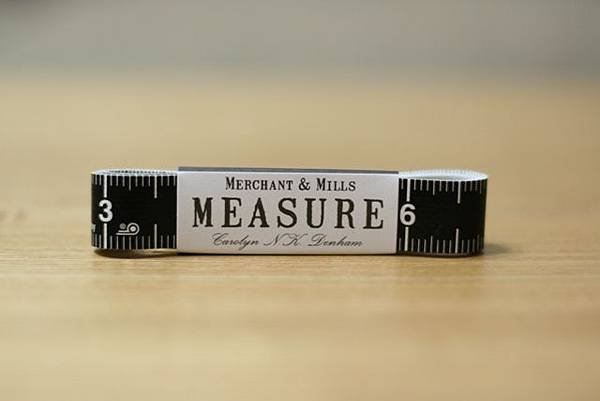 MERCHANT & MILLS
3 MEASURE 6
Carolyn N.K. Denham